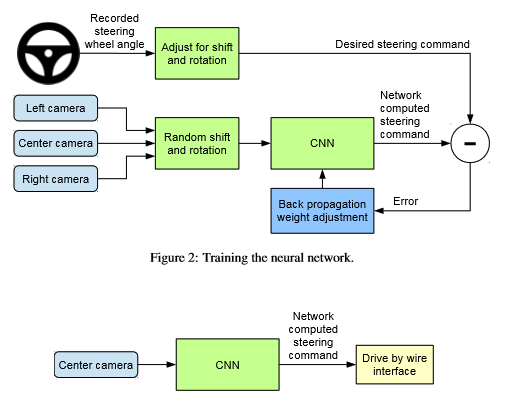 Recorded
steering
wheel angle
Adjust for shift
and rotation
Desired steering command
Left camera
Center camera
Right camera
Random shift
and rotation
CNN
Network
computed
steering
command
-
Back propagation
weight adjustment
Error
Figure 2: Training the neural network.
Center camera
CNN
Network
computed
steering
command
Drive by wire
interface